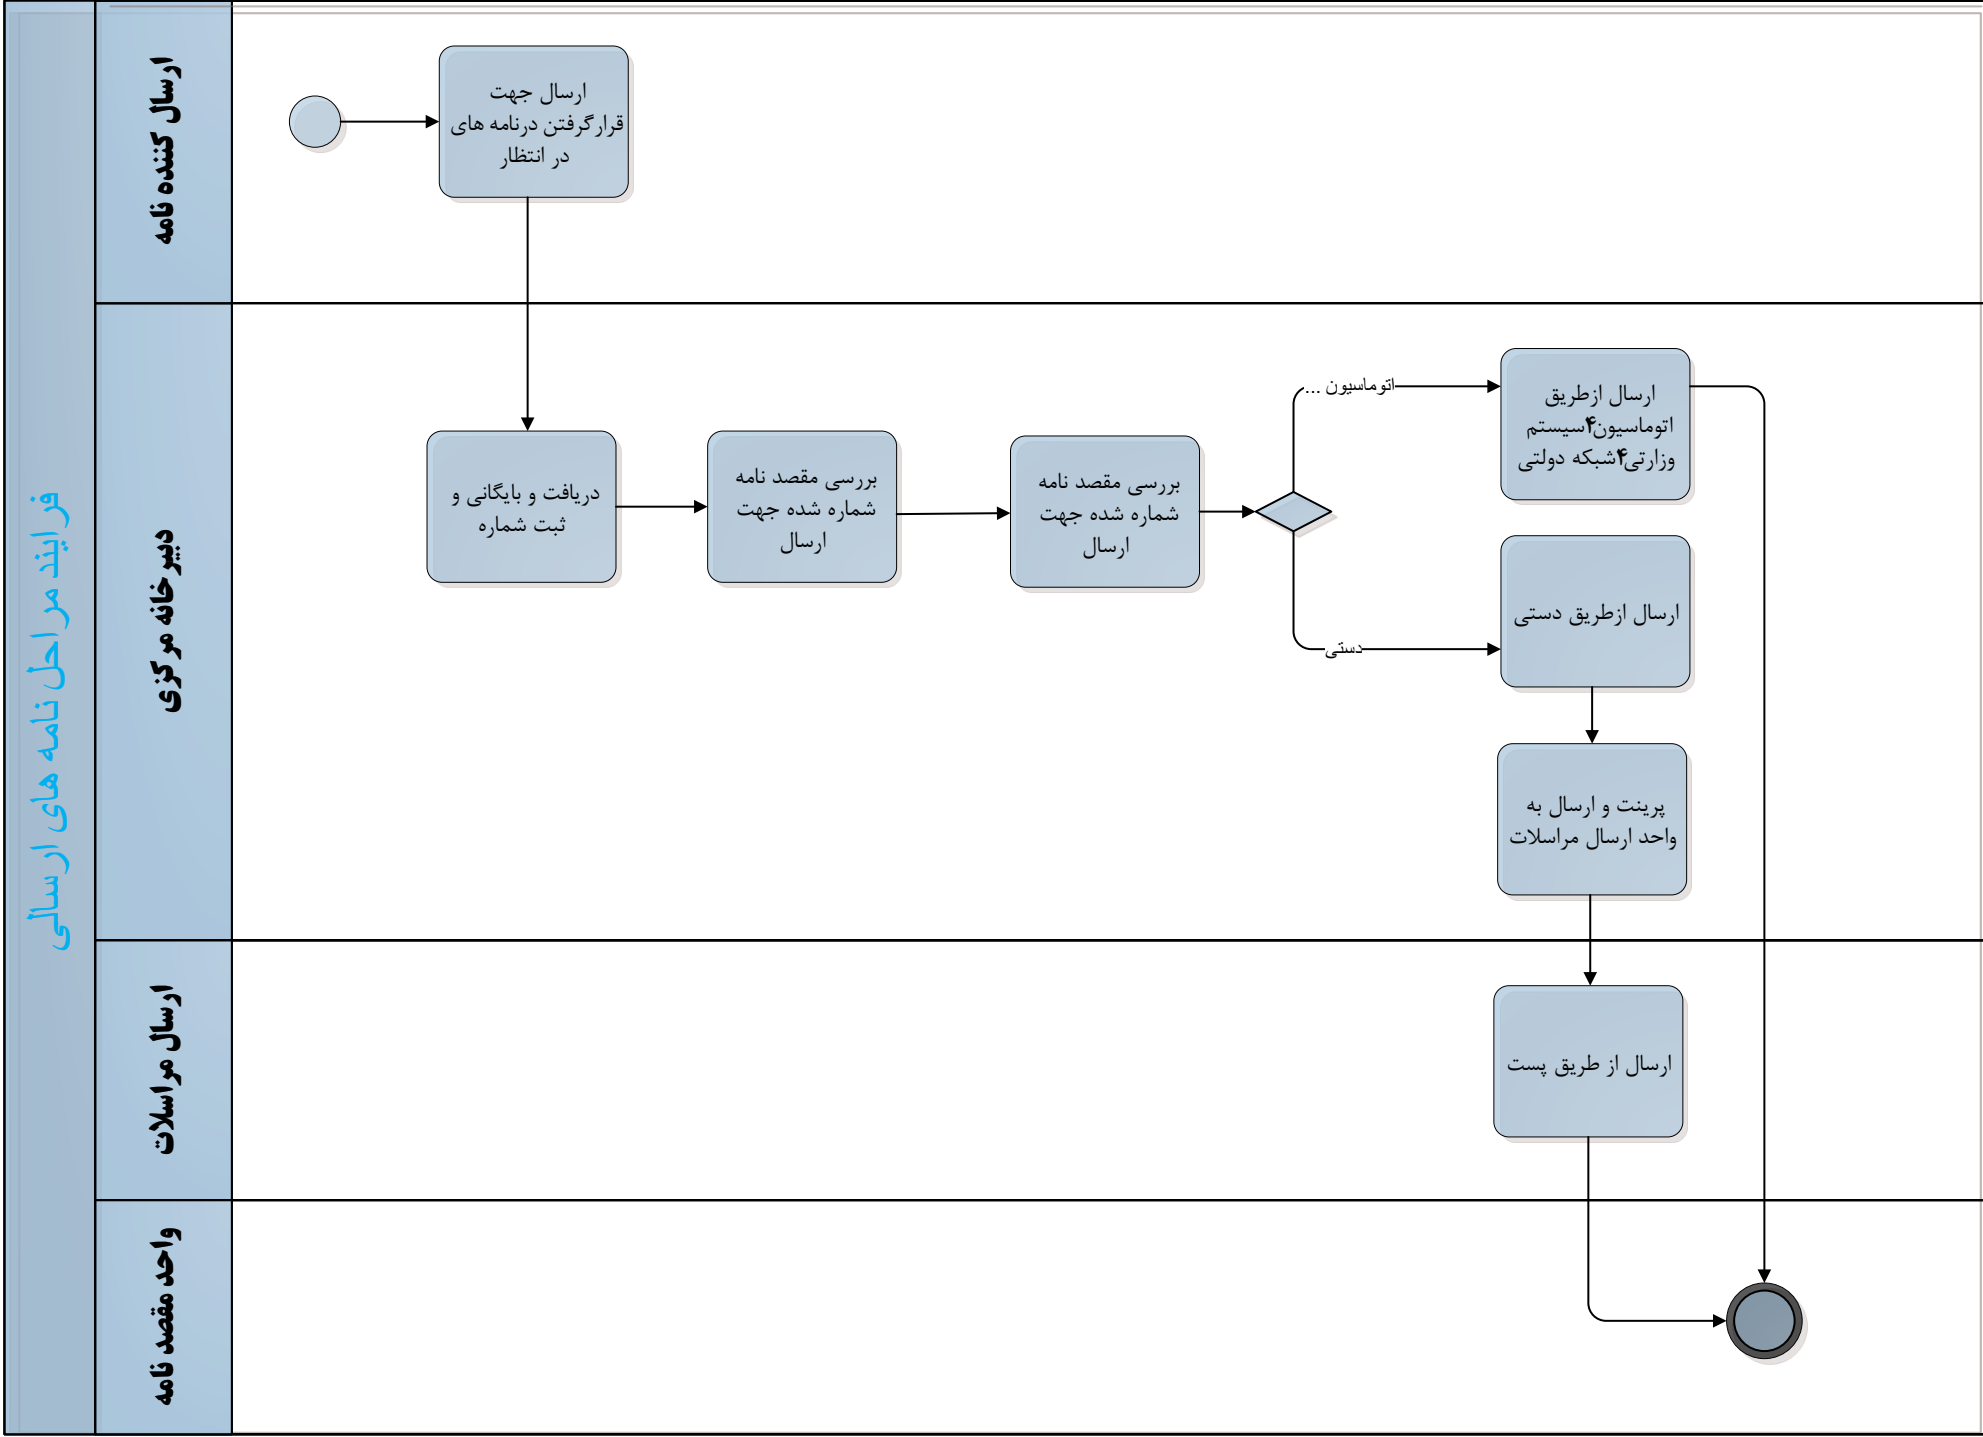 فرایند مراحل نامه های ارسالی
ارسال کننده نامه
ارسال جهت
قرارگرفتن درنامه های
در انتظار
دبیرخانه مرکزی
دریافت و بایگانی و
ثبت شماره
بررسی مقصد نامه
شماره شده جهت
ارسال
بررسی مقصد نامه
شماره شده جهت
ارسال
اتوماسیون ...
ارسال ازطریق
اتوماسیون۴سیستم
وزارتی۴شبکه دولتی
دستی
ارسال ازطریق دستی
پرینت و ارسال به
واحد ارسال مراسلات
ارسال مراسلات
ارسال از طریق پست
واحد مقصد نامه